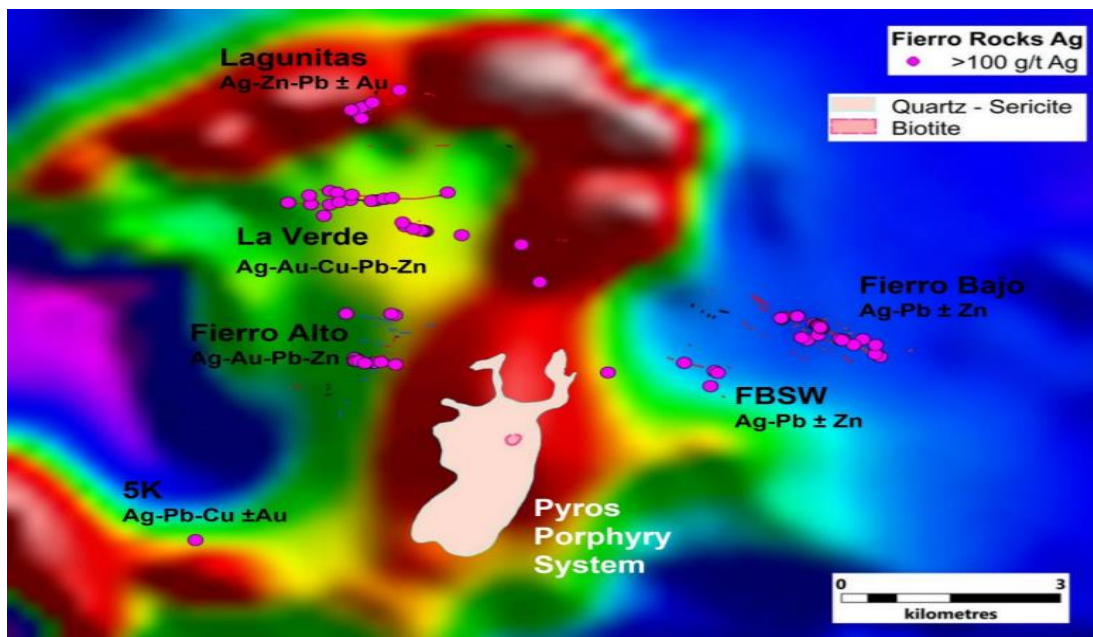 Lagunitas
Ag-Zn-Pb ± Au
Fierro Rocks Ag
>100 g/t Ag
Quartz - Sericite
Biotite
La Verde
Ag-Au-Cu-Pb-Zn
Fierro Bajo
Ag-Pb ± Zn
Fierro Alto
Ag-Au-Pb-Zn
FBSW
Ag-Pb ± Zn
5K
Ag-Pb-Cu ±Au
Pyros
Porphyry
System
0 3
kilometres